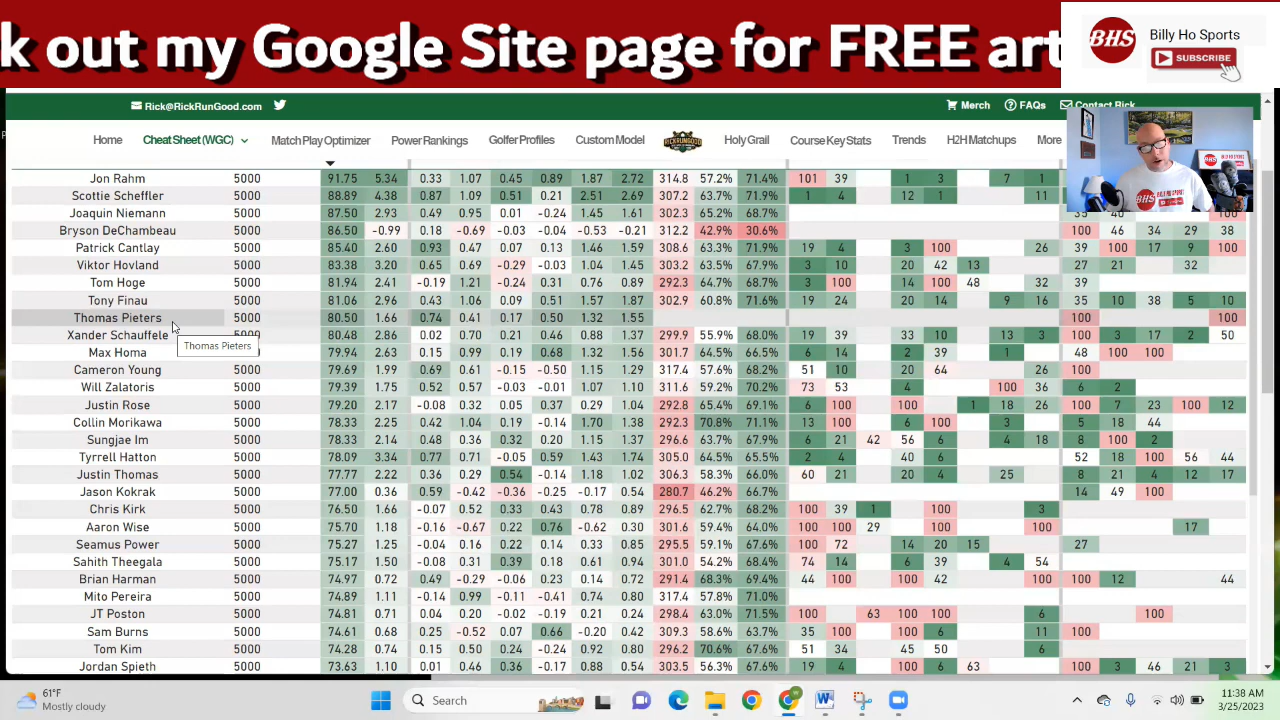 k out my Google Site page for FREE art
BHS
Billy Ho Sports
SUBSCRIBE
Rick@RickRunGood.com
Merch
FAQs
Contact Rick
Home
Cheat Sheet (WGC)
Match Play Optimizer
Power Rankings
Golfer Profiles
Custom Model
RICKRUNGOOD
Holy Grail
Course Key Stats
Trends
H2H Matchups
More
Jon Rahm 5000 91.75 5.34 0.33 1.07 0.45 0.89 1.87 2.72 314.8 57.2% 71.4% 101 39 1 3 7 1
Scottie Scheffler 5000 88.89 4.38 0.87 1.09 0.51 0.21 2.51 2.69 307.2 63.7% 71.9% 1 4 12 1 11
Joaquin Niemann 5000 87.50 2.93 0.49 0.95 0.01 -0.24 1.45 1.61 302.3 65.2% 68.7%
Bryson DeChambeau 5000 86.50 -0.99 0.18 -0.69 -0.03 -0.04 -0.53 -0.21 312.2 42.9% 30.6% 100 46 34 29 38
Patrick Cantlay 5000 85.40 2.60 0.93 0.47 0.07 0.13 1.46 1.59 308.6 63.3% 71.9% 19 4 3 100 26 39 100 17 9 100
Viktor Hovland 5000 83.38 3.20 0.65 0.69 -0.29 -0.03 1.04 1.45 303.2 63.5% 67.9% 3 10 20 42 13 27 21 32
Tom Hoge 5000 81.94 2.41 -0.19 1.21 -0.24 0.31 0.76 0.89 292.3 68.7% 68.7% 3 100 14 100 48 32 39
Tony Finau 5000 81.06 2.96 0.43 1.06 0.09 0.51 1.57 1.87 302.9 60.8% 71.6% 19 24 20 14 9 16 35 10 38 5 10
Thomas Pieters 5000 80.50 1.66 0.74 0.41 0.17 0.50 1.32 1.55 100 100
Xander Schauffele 5000 80.48 2.86 0.02 0.70 0.21 0.46 0.88 1.37 299.9 55.9% 68.0% 3 100 39 10 13 3 100 3 17 2 50
Thomas Pieters
Max Homa 5000 79.94 2.63 0.15 0.99 0.19 0.68 1.32 1.56 301.7 64.5% 66.5% 6 14 2 39 1 48 100 100
Cameron Young 5000 79.69 1.99 0.69 0.61 -0.15 -0.50 1.15 1.29 317.4 57.6% 68.2% 51 10 20 64 26 100
Will Zalatoris 5000 79.39 1.75 0.52 0.57 -0.03 -0.01 1.07 1.10 311.6 59.2% 70.2% 73 53 4 100 36 6 2
Justin Rose 5000 79.20 2.17 -0.08 0.32 0.05 0.37 0.29 1.04 292.8 65.4% 69.1% 6 100 100 1 18 26 100 7 23 100 12
Collin Morikawa 5000 78.33 2.25 0.42 1.04 0.19 -0.14 1.70 1.38 292.3 70.8% 71.1% 13 100 6 100 3 5 18 44
Sungjae Im 5000 78.33 2.14 0.48 0.36 0.32 0.20 1.15 1.37 296.6 63.7% 67.9% 6 21 42 56 6 4 18 8 100 2
Tyrrell Hatton 5000 78.09 3.34 0.77 0.71 -0.05 0.59 1.43 1.74 305.0 64.5% 65.5% 2 4 40 6 52 18 100 56 44
Justin Thomas 5000 77.77 2.22 0.36 0.29 0.54 -0.14 1.18 1.02 306.3 58.3% 66.0% 60 21 20 4 25 8 21 4 12 17
Jason Kokrak 5000 77.00 0.36 0.59 -0.42 -0.36 -0.25 -0.17 0.54 280.7 46.2% 66.7% 14 49 100
Chris Kirk 5000 76.50 1.66 -0.07 0.52 0.33 0.43 0.78 0.89 296.5 62.7% 68.2% 100 39 1 100 3
Aaron Wise 5000 75.70 1.18 -0.16 -0.67 0.22 0.76 -0.62 0.30 301.6 59.4% 64.0% 100 100 29 100 100 17
Seamus Power 5000 75.27 1.25 -0.04 0.16 0.22 0.14 0.33 0.85 295.5 59.1% 67.6% 100 72 14 20 15 27
Sahith Theegala 5000 75.17 1.50 -0.08 0.31 0.39 0.18 0.61 0.94 301.0 54.2% 68.4% 74 14 6 39 4 54
Brian Harman 5000 74.97 0.72 0.49 -0.29 -0.06 0.23 0.14 0.72 291.4 68.3% 69.4% 44 100 100 42 100 100 12 44
Mito Pereira 5000 74.89 1.11 -0.14 0.99 -0.11 -0.41 0.74 0.80 317.4 57.8% 71.0%
JT Poston 5000 74.81 0.71 0.04 0.20 -0.02 -0.19 0.21 0.24 298.4 63.0% 71.5% 100 63 100 100 6 100
Sam Burns 5000 74.61 0.68 0.25 -0.52 0.07 0.66 -0.20 0.42 309.3 58.6% 63.7% 35 100 100 6 11 100
Tom Kim 5000 74.28 0.74 0.15 0.50 0.24 -0.24 0.92 0.80 296.2 70.6% 67.6% 51 34 45 50 6
Jordan Spieth 5000 73.63 1.10 0.01 0.46 0.36 -0.17 0.88 0.54 303.5 56.3% 67.6% 19 4 100 6 63 100 3 46 21 3
61°F
Mostly cloudy
Search
11:38 AM
3/25/2023